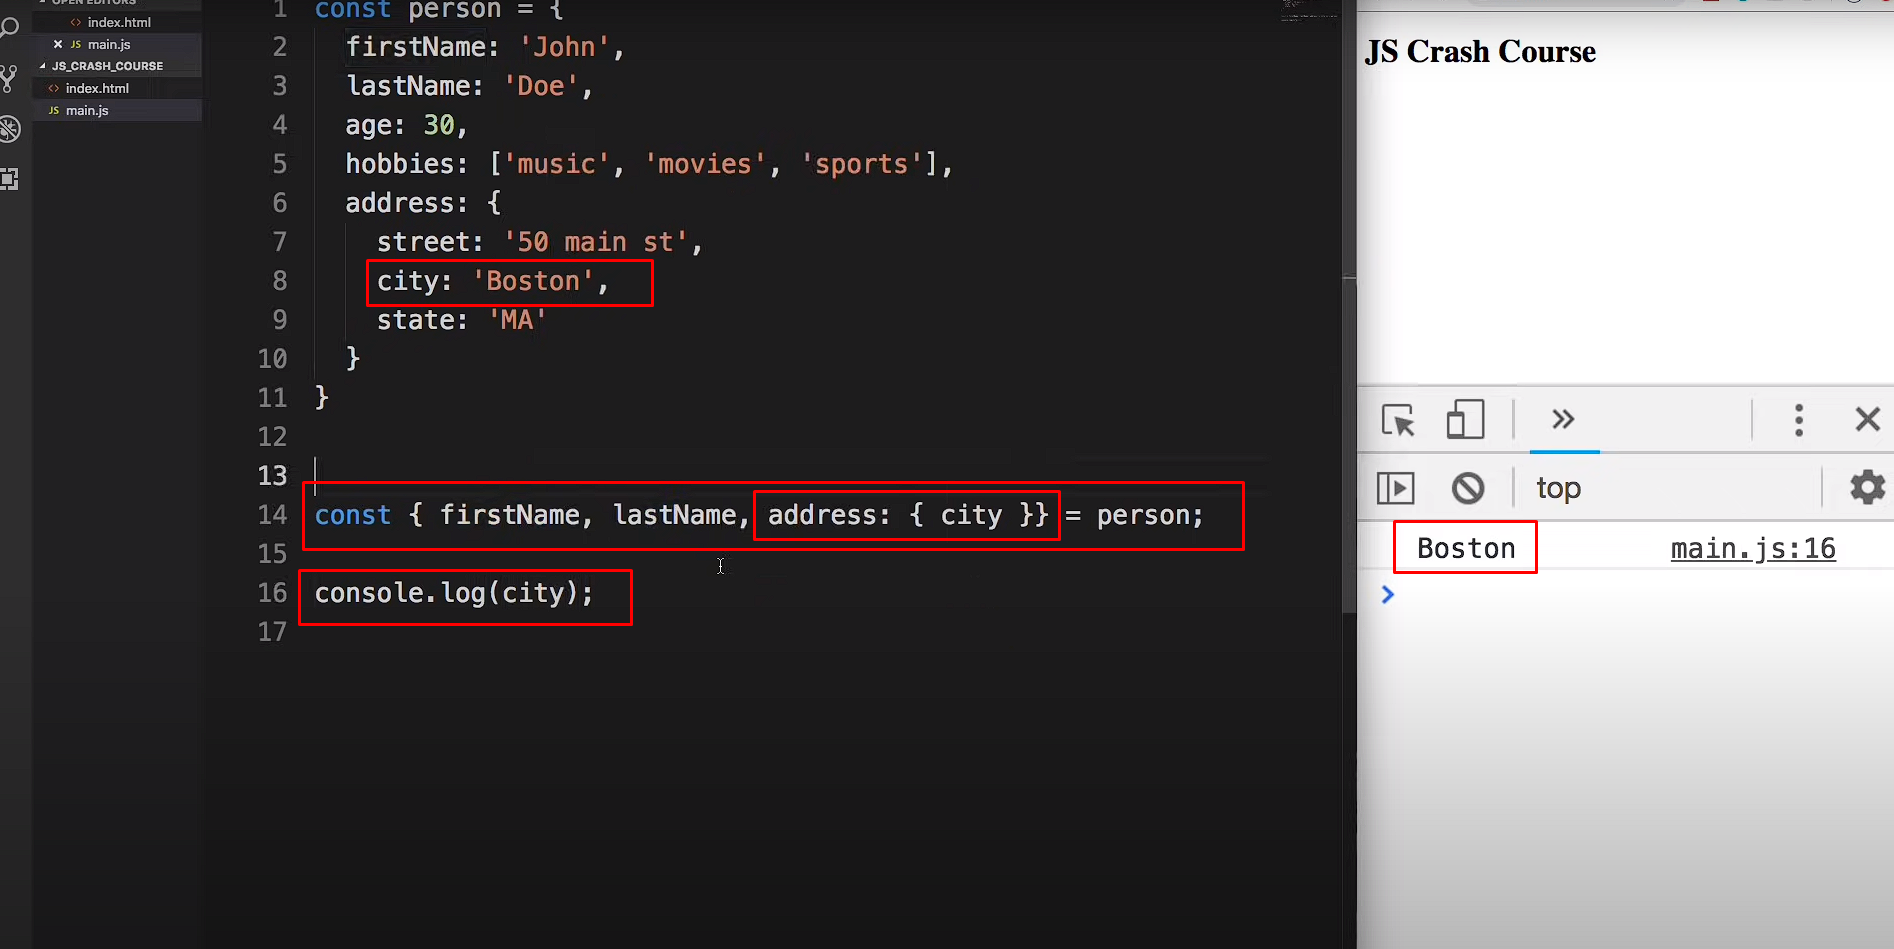 OPEN EDITORS
<> index.html
× JS main.js
JS_CRASH_COURSE
<> index.html
JS main.js
1 const person = {
2 firstName: 'John',
3 lastName: 'Doe',
4 age: 30,
5 hobbies: ['music', 'movies', 'sports'],
6 address: {
7 street: '50 main st',
8 city: 'Boston',
9 state: 'MA'
10 }
11 }
12
13
14 const { firstName, lastName, address: { city }} = person;
15
16 console.log(city);
17
JS Crash Course
top
Boston main.js:16